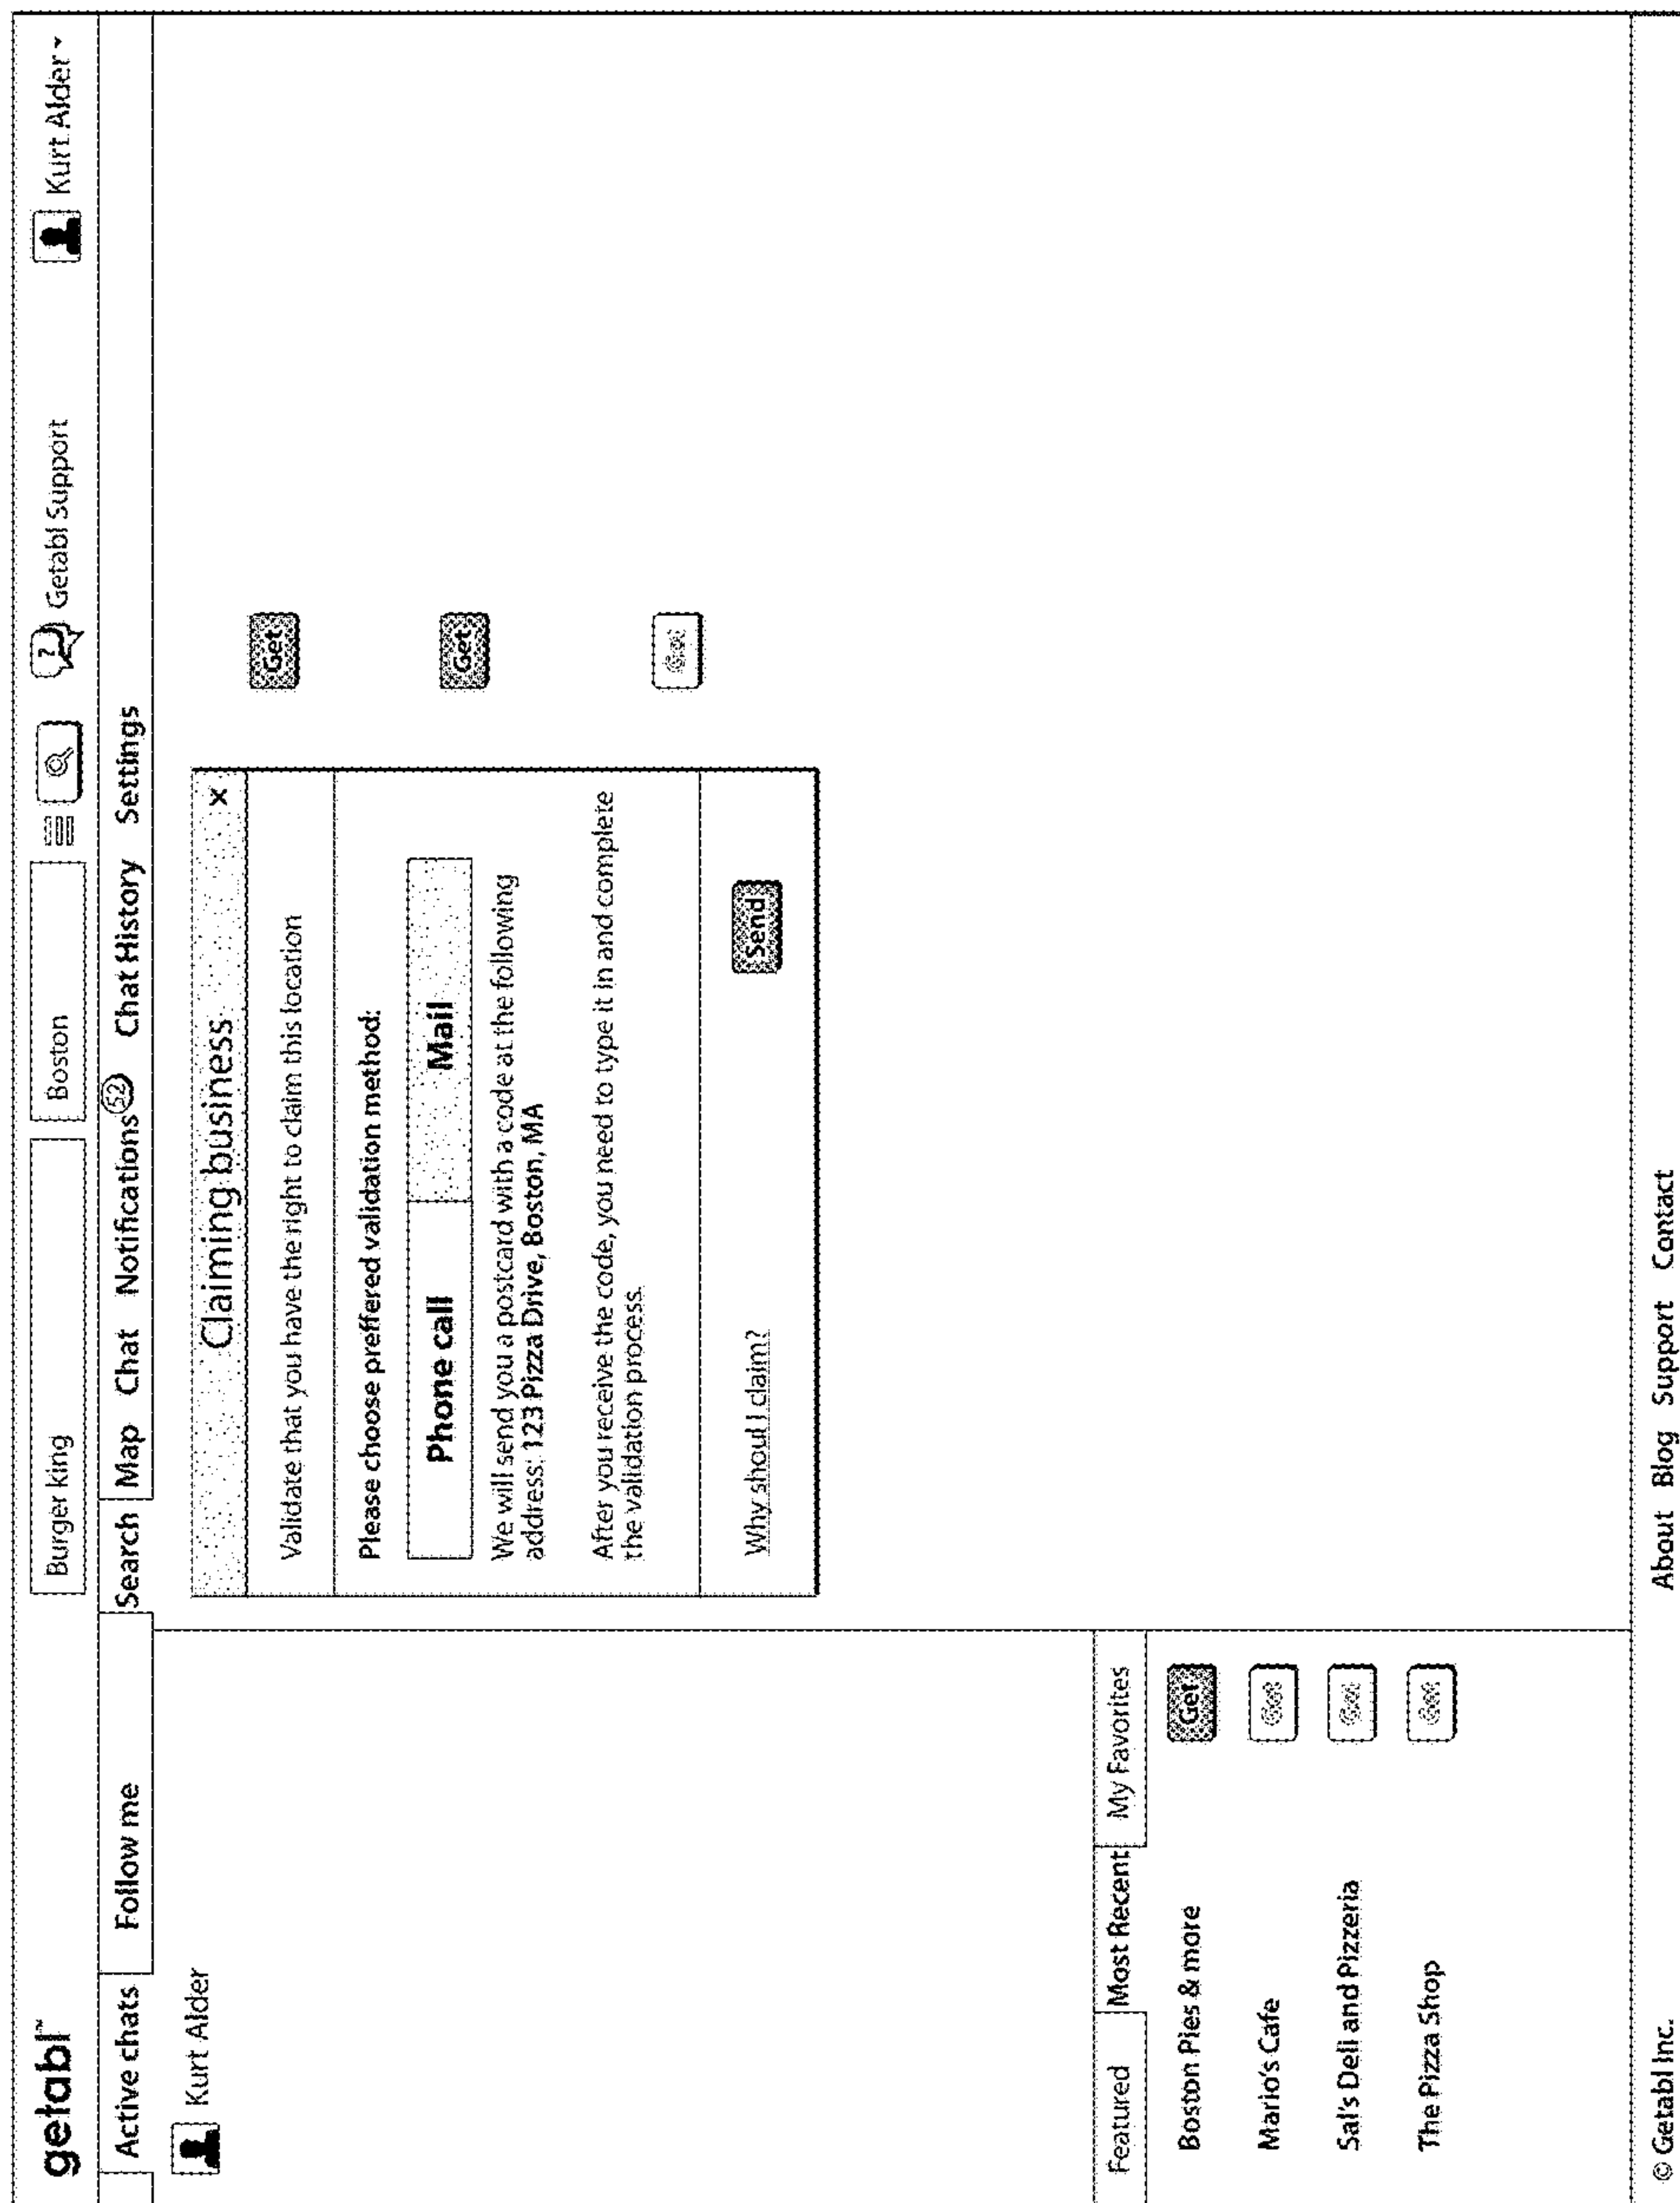 getabl™
Burger king
Boston
Getabl Support
Kurt Alder
Active chats
Follow me
Search
Map
Chat
Notifications 52
Chat History
Settings
Kurt Alder
Claiming business ×
Validate that you have the right to claim this location
Please choose preffered validation method:
Phone call
Mail
We will send you a postcard with a code at the following
address: 123 Pizza Drive, Boston, MA
After you receive the code, you need to type it in and complete
the validation process.
Why shoul I claim?
Send
Get
Get
Get
Featured
Most Recent
My Favorites
Boston Pies & more
Get
Mario's Cafe
Get
Sal's Deli and Pizzeria
Get
The Pizza Shop
Get
© Getabl Inc.
About Blog Support Contact